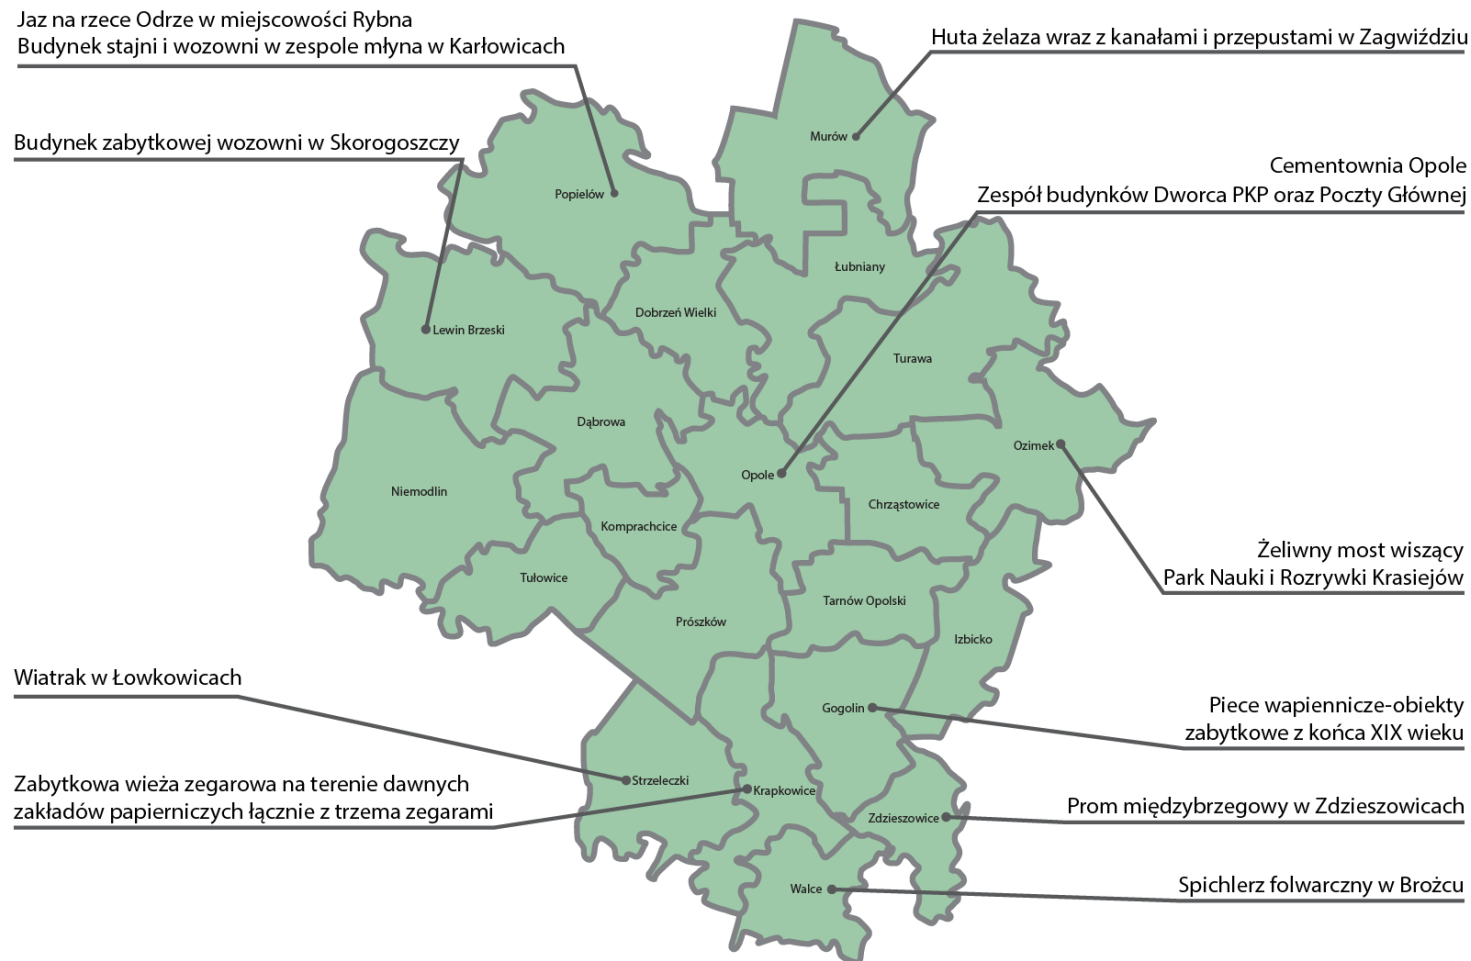 Jaz na rzece Odrze w miejscowości Rybna
Budynek stajni i wozowni w zespole młyna w Karłowicach
Huta żelaza wraz z kanałami i przepustami w Zagwiździu
Budynek zabytkowej wozowni w Skorogoszczy
Cementownia Opole
Zespół budynków Dworca PKP oraz Poczty Głównej
Murów
Popielów
Łubniany
Dobrzeń Wielki
Lewin Brzeski
Turawa
Dąbrowa
Ozimek
Opole
Niemodlin
Chrząstowice
Komprachcice
Żeliwny most wiszący
Park Nauki i Rozrywki Krasiejów
Tułowice
Tarnów Opolski
Prószków
Izbicko
Wiatrak w Łowkowicach
Gogolin
Piece wapiennicze-obiekty
zabytkowe z końca XIX wieku
Strzeleczki
Krapkowice
Zabytkowa wieża zegarowa na terenie dawnych
zakładów papierniczych łącznie z trzema zegarami
Zdzieszowice
Prom międzybrzegowy w Zdzieszowicach
Walce
Spichlerz folwarczny w Brożcu